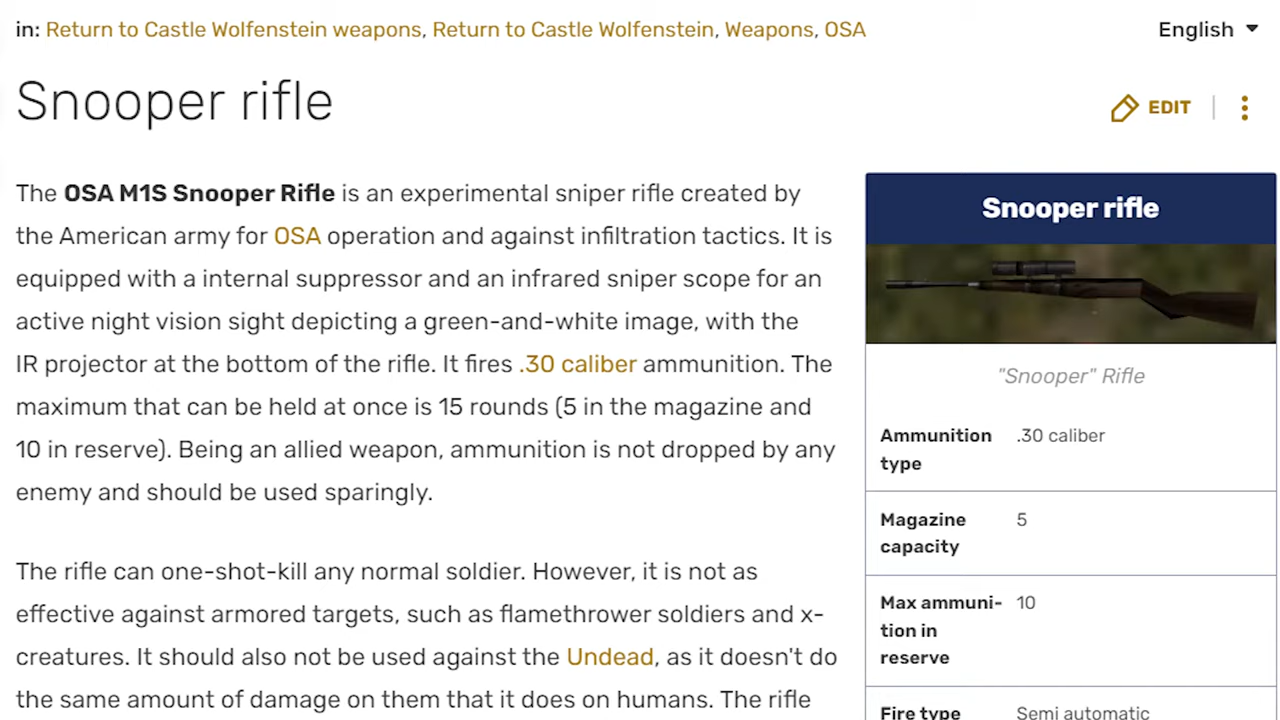 in: Return to Castle Wolfenstein weapons, Return to Castle Wolfenstein, Weapons, OSA
English
Snooper rifle
EDIT
The OSA M1S Snooper Rifle is an experimental sniper rifle created by
the American army for OSA operation and against infiltration tactics. It is
equipped with a internal suppressor and an infrared sniper scope for an
active night vision sight depicting a green-and-white image, with the
IR projector at the bottom of the rifle. It fires .30 caliber ammunition. The
maximum that can be held at once is 15 rounds (5 in the magazine and
10 in reserve). Being an allied weapon, ammunition is not dropped by any
enemy and should be used sparingly.
The rifle can one-shot-kill any normal soldier. However, it is not as
effective against armored targets, such as flamethrower soldiers and x-
creatures. It should also not be used against the Undead, as it doesn't do
the same amount of damage on them that it does on humans. The rifle
Snooper rifle
"Snooper" Rifle
Ammunition .30 caliber
type
Magazine 5
capacity
Max ammuni- 10
tion in
reserve
Fire type Semi automatic